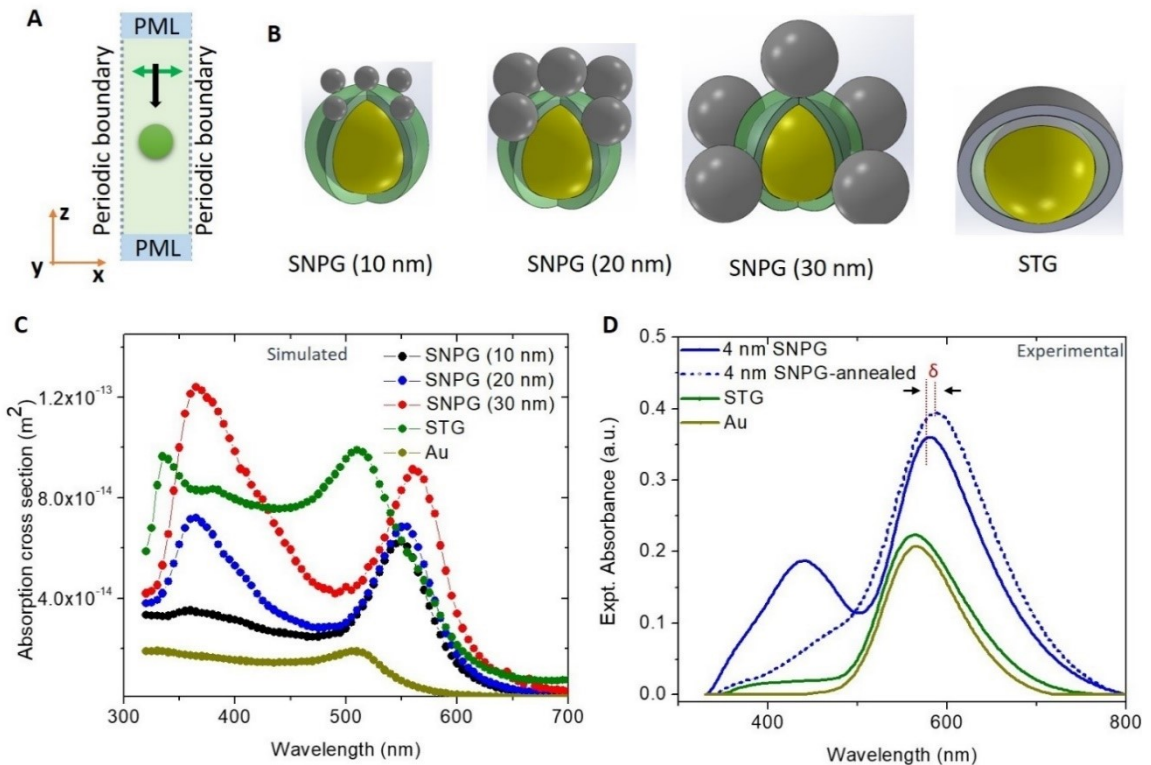 A
PML
Periodic boundary
Periodic boundary
PML
z
y
x
B
SNPG (10 nm)
SNPG (20 nm)
SNPG (30 nm)
STG
C
Simulated
SNPG (10 nm)
SNPG (20 nm)
SNPG (30 nm)
STG
Au
Absorption cross section (m²)
1.2x10⁻¹³
8.0x10⁻¹⁴
4.0x10⁻¹⁴
300
400
500
600
700
Wavelength (nm)
D
Experimental
4 nm SNPG
4 nm SNPG-annealed
STG
Au
δ
Expt. Absorbance (a.u.)
0.5
0.4
0.3
0.2
0.1
0.0
400
600
800
Wavelength (nm)